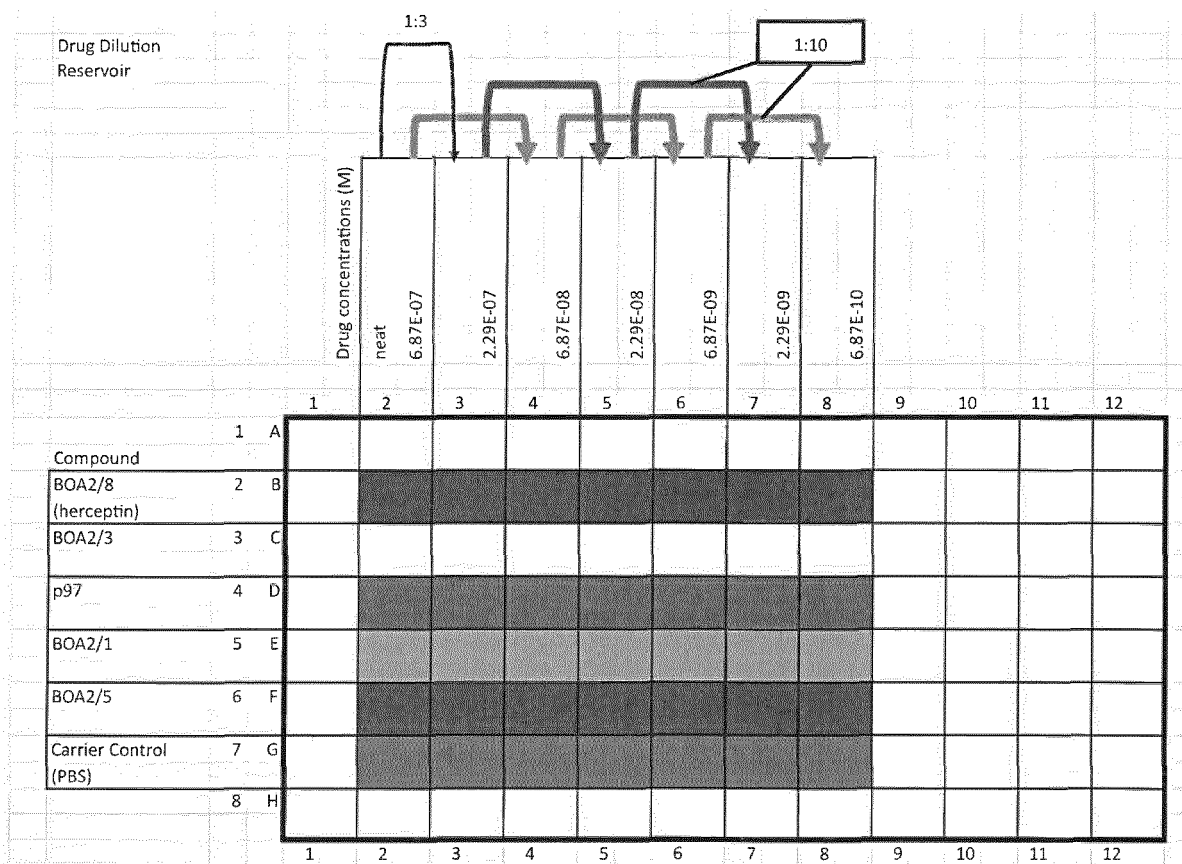 1:3
Drug Dilution
Reservoir
1:10
Drug concentrations (M)
neat
6.87E-07
2.29E-07
6.87E-08
2.29E-08
6.87E-09
2.29E-09
6.87E-10
1 2 3 4 5 6 7 8 9 10 11 12
1 A
Compound
BOA2/8 2 B
(herceptin)
BOA2/3 3 C
p97 4 D
BOA2/1 5 E
BOA2/5 6 F
Carrier Control 7 G
(PBS)
8 H
1 2 3 4 5 6 7 8 9 10 11 12